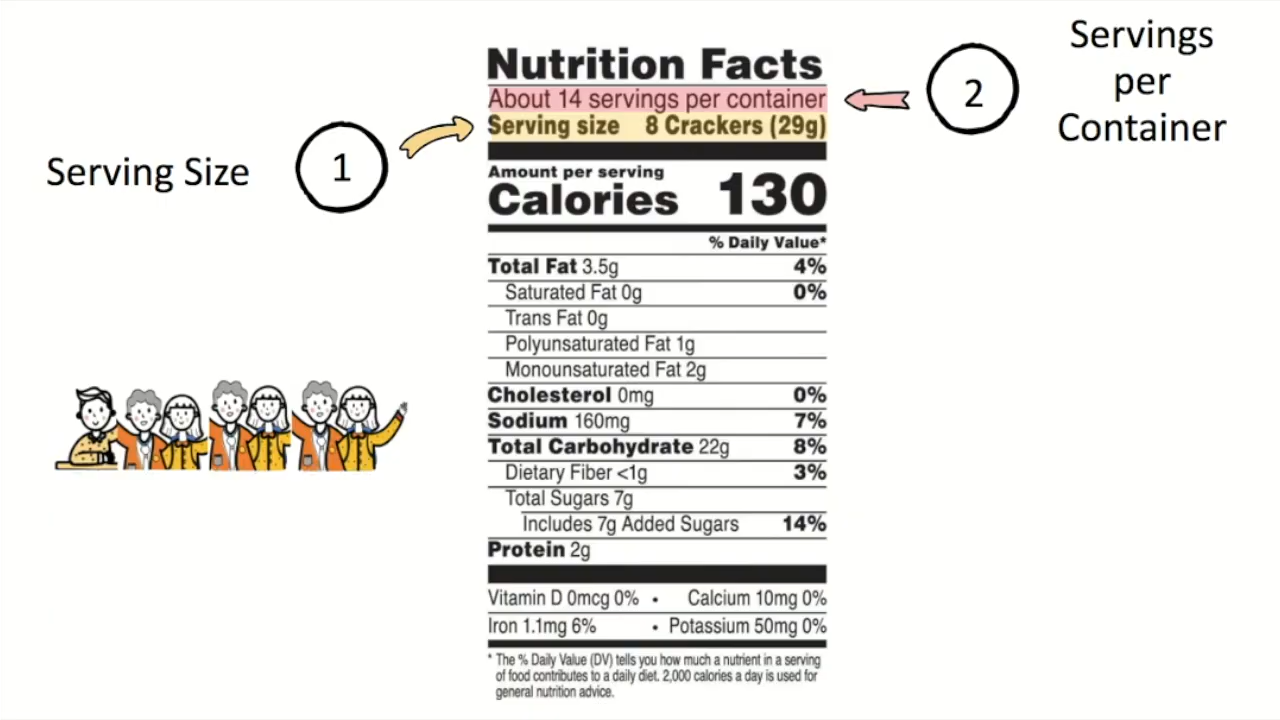 Servings
per
Container
2
Serving Size
1
Nutrition Facts
About 14 servings per container
Serving size 8 Crackers (29g)
Amount per serving
Calories 130
% Daily Value*
Total Fat 3.5g 4%
Saturated Fat 0g 0%
Trans Fat 0g
Polyunsaturated Fat 1g
Monounsaturated Fat 2g
Cholesterol 0mg 0%
Sodium 160mg 7%
Total Carbohydrate 22g 8%
Dietary Fiber <1g 3%
Total Sugars 7g
Includes 7g Added Sugars 14%
Protein 2g
Vitamin D 0mcg 0% • Calcium 10mg 0%
Iron 1.1mg 6% • Potassium 50mg 0%
* The % Daily Value (DV) tells you how much a nutrient in a serving
of food contributes to a daily diet. 2,000 calories a day is used for
general nutrition advice.